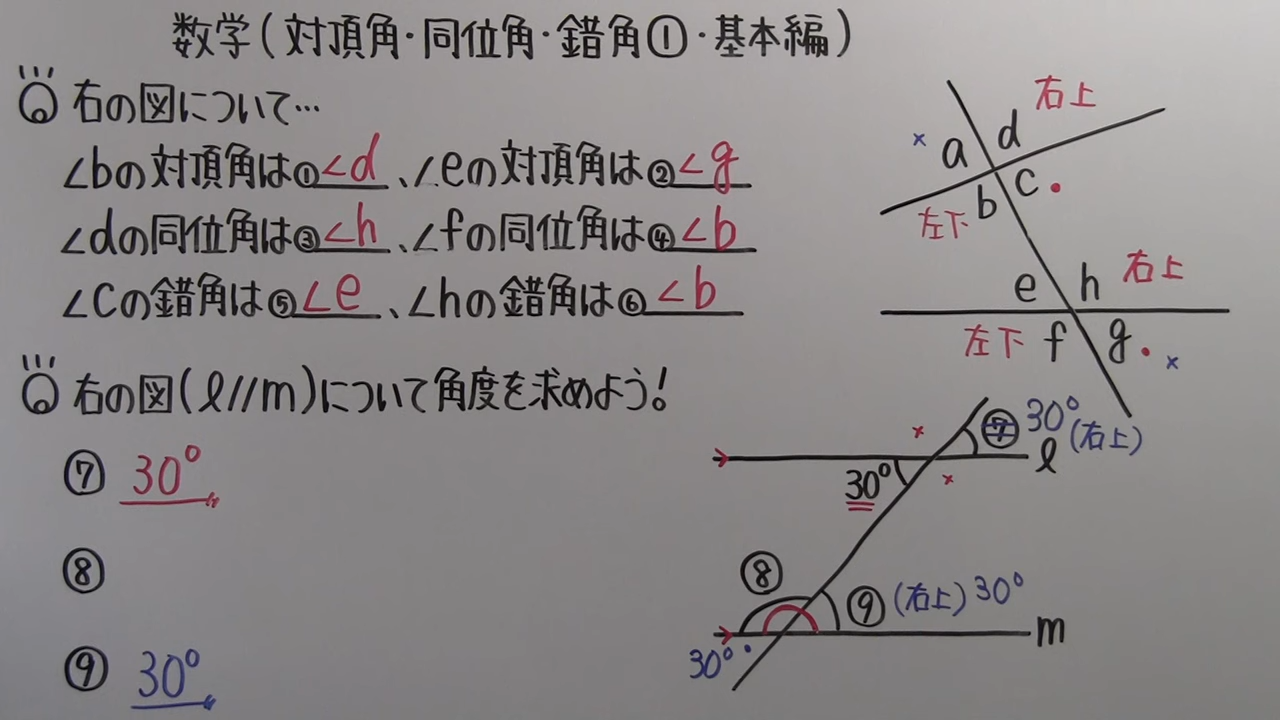 数学(対頂角・同位角・錯角①・基本編)
右の図について…
∠bの対頂角は①∠d、∠eの対頂角は②∠g
∠dの同位角は③∠h、∠fの同位角は④∠b
∠cの錯角は⑤∠e、∠hの錯角は⑥∠b
右の図(ℓ//m)について角度を求めよう!
⑦ 30°
⑧
⑨ 30°
右上
× a d
左下 b c
e h 右上
左下 f g ×
× ⑦ 30°
(右上)
ℓ
30° ×
⑧
⑨ (右上) 30°
m
30°